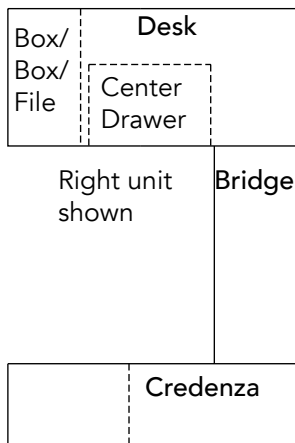 Desk
Box/
Box/
File
Center
Drawer
Right unit
shown
Bridge
Credenza